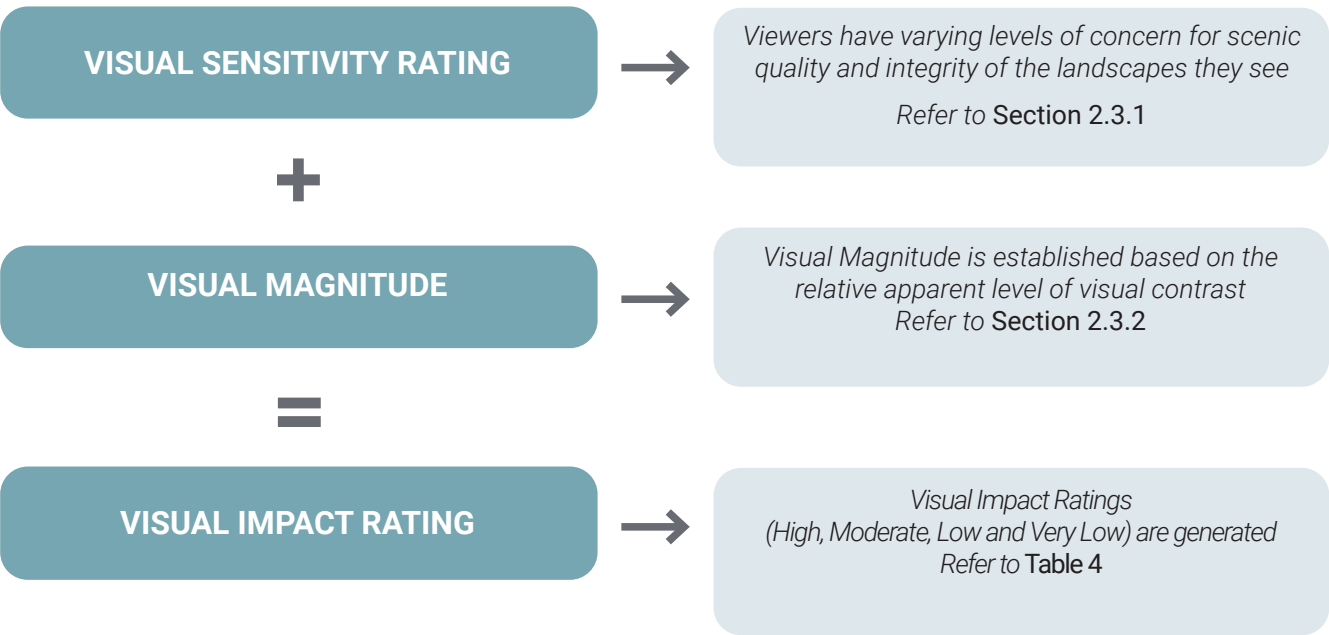 VISUAL SENSITIVITY RATING
Viewers have varying levels of concern for scenic
quality and integrity of the landscapes they see
Refer to Section 2.3.1
+
VISUAL MAGNITUDE
Visual Magnitude is established based on the
relative apparent level of visual contrast
Refer to Section 2.3.2
=
VISUAL IMPACT RATING
Visual Impact Ratings
(High, Moderate, Low and Very Low) are generated
Refer to Table 4